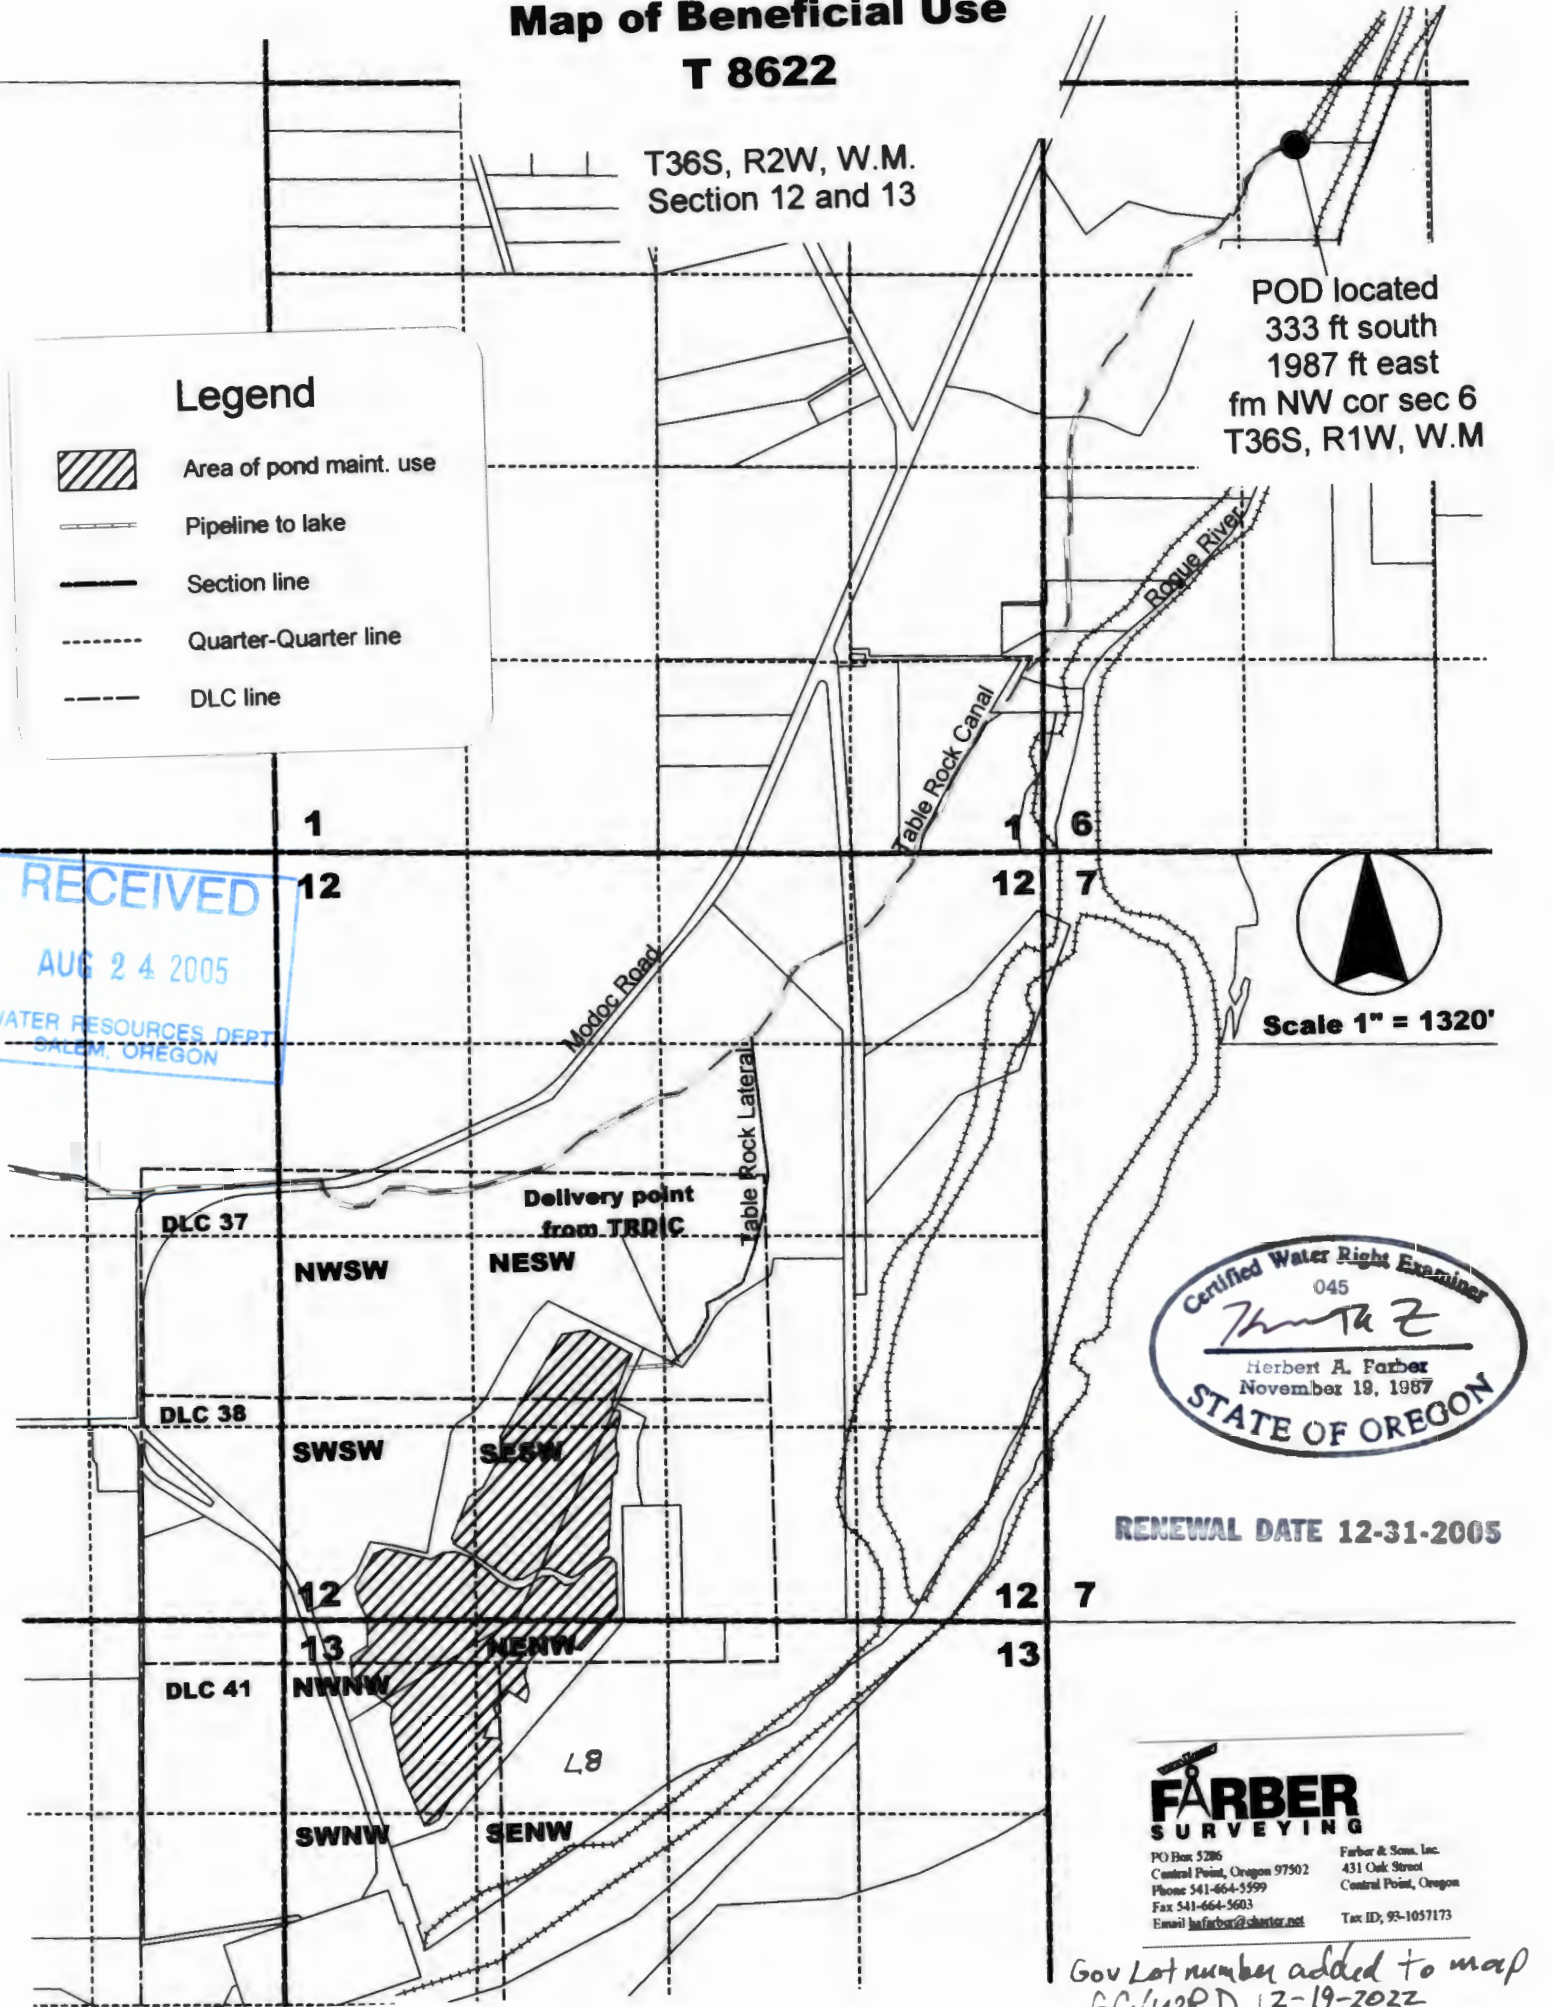 Map of Beneficial Use
T 8622
T36S, R2W, W.M.
Section 12 and 13
POD located
333 ft south
1987 ft east
fm NW cor sec 6
T36S, R1W, W.M
Legend
Area of pond maint. use
Pipeline to lake
Section line
Quarter-Quarter line
DLC line
Rogue River
Table Rock Canal
1
1 6
12
12 7
RECEIVED
AUG 24 2005
WATER RESOURCES DEPT
SALEM, OREGON
Modoc Road
Scale 1" = 1320'
Table Rock Lateral
Delivery point
from TRDIC
DLC 37
NWSW
NESW
Certified Water Right Examiner
045
Herbert A. Farber
November 19, 1987
STATE OF OREGON
DLC 38
SWSW
SESW
RENEWAL DATE 12-31-2005
12
12 7
13
NENW
13
DLC 41
NWNW
L8
SWNW
SENW
FARBER
SURVEYING
PO Box 5286
Central Point, Oregon 97502
Phone 541-664-5599
Fax 541-664-5603
Email hafarber@charter.net
Farber & Sons, Inc.
431 Oak Street
Central Point, Oregon
Tax ID; 93-1057173
Gov Lot number added to map
12-19-2022